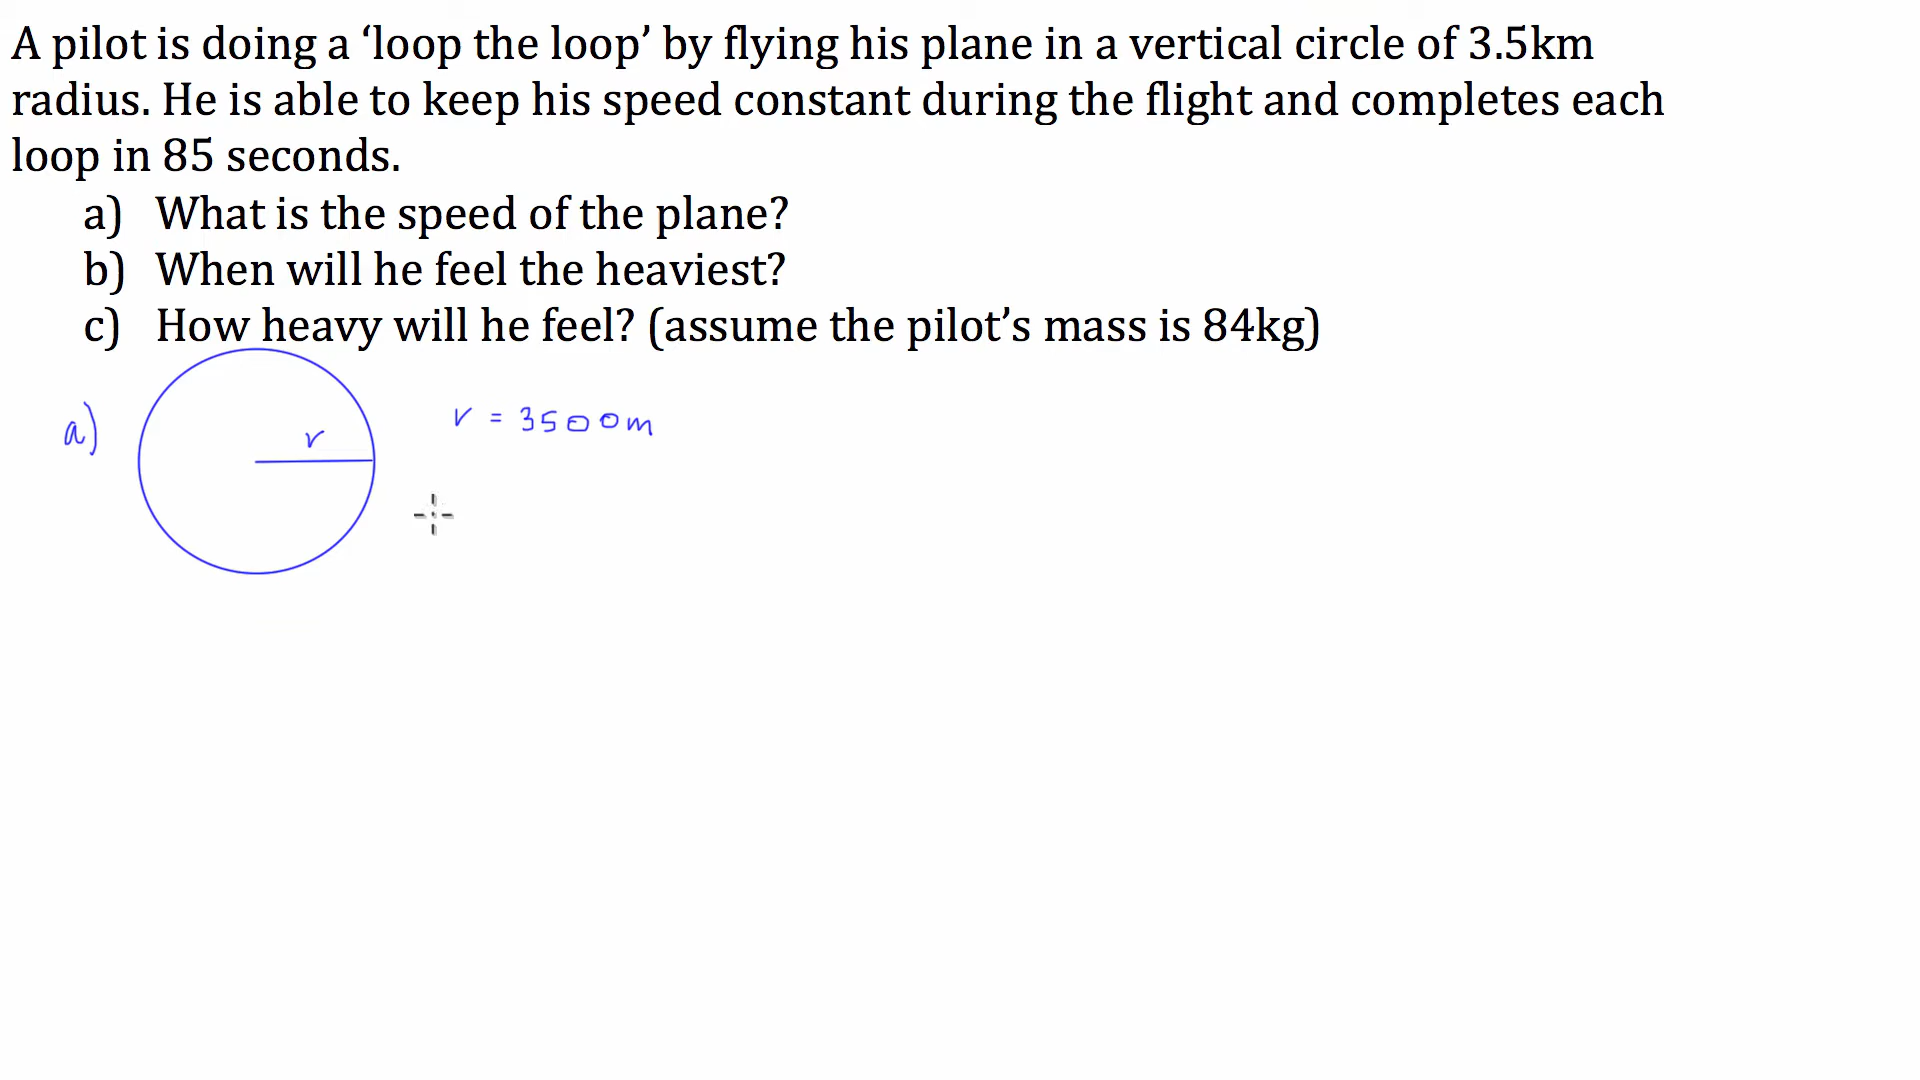 A pilot is doing a ‘loop the loop’ by flying his plane in a vertical circle of 3.5km
radius. He is able to keep his speed constant during the flight and completes each
loop in 85 seconds.
a) What is the speed of the plane?
b) When will he feel the heaviest?
c) How heavy will he feel? (assume the pilot’s mass is 84kg)
a)
r
r = 3500m